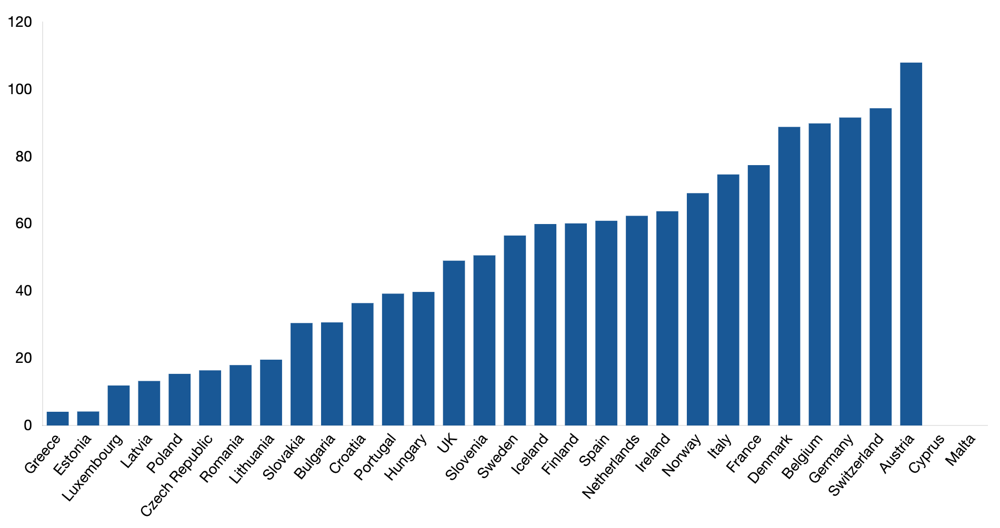 120
100
80
60
40
20
0
Greece
Estonia
Luxembourg
Latvia
Poland
Czech Republic
Romania
Lithuania
Slovakia
Bulgaria
Croatia
Portugal
Hungary
UK
Slovenia
Sweden
Iceland
Finland
Spain
Netherlands
Ireland
Norway
Italy
France
Denmark
Belgium
Germany
Switzerland
Austria
Cyprus
Malta